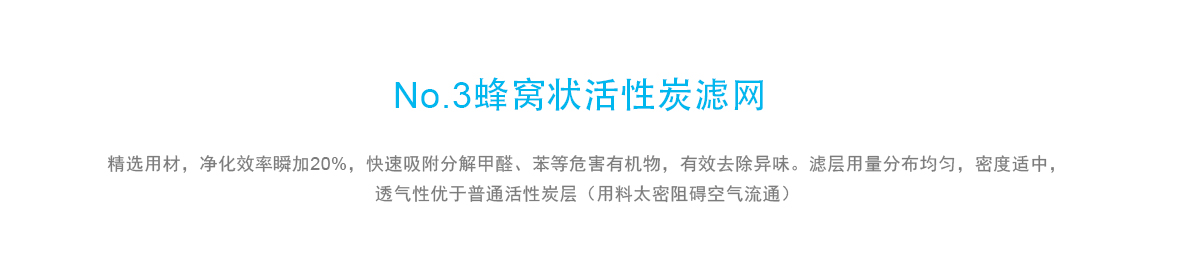 No.3蜂窝状活性炭滤网
精选用材，净化效率瞬加20%，快速吸附分解甲醛、苯等危害有机物，有效去除异味。滤层用量分布均匀，密度适中，
透气性优于普通活性炭层（用料太密阻碍空气流通）